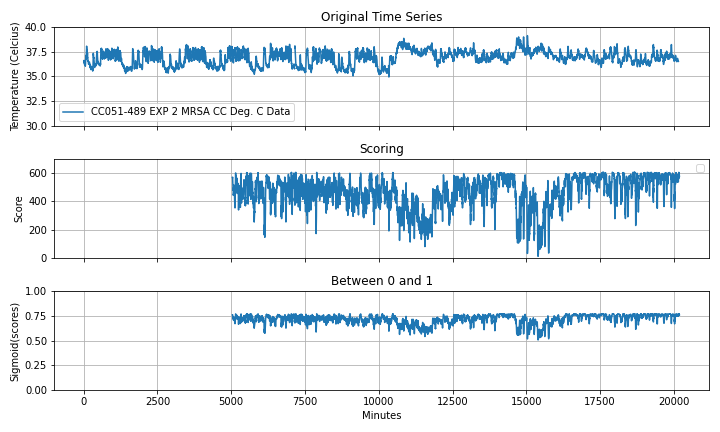 Original Time Series
Temperature (Celcius)
40.0
37.5
35.0
32.5
30.0
CC051-489 EXP 2 MRSA CC Deg. C Data
Scoring
Score
600
400
200
0
Between 0 and 1
Sigmoid(scores)
1.00
0.75
0.50
0.25
0.00
0 2500 5000 7500 10000 12500 15000 17500 20000
Minutes